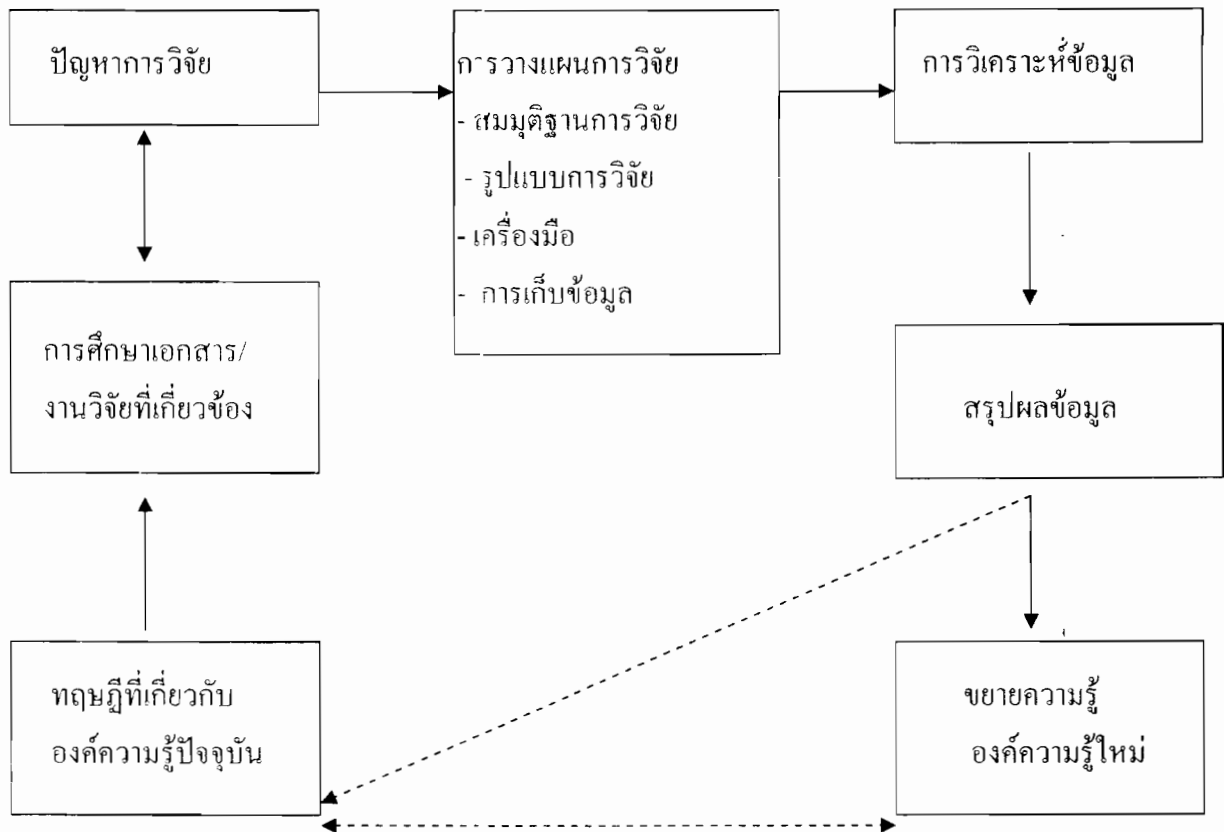 ปัญหาการวิจัย
การวางแผนการวิจัย
- สมมุติฐานการวิจัย
- รูปแบบการวิจัย
- เครื่องมือ
- การเก็บข้อมูล
การวิเคราะห์ข้อมูล
การศึกษาเอกสาร/
งานวิจัยที่เกี่ยวข้อง
สรุปผลข้อมูล
ทฤษฎีที่เกี่ยวกับ
องค์ความรู้ปัจจุบัน
ขยายความรู้
องค์ความรู้ใหม่